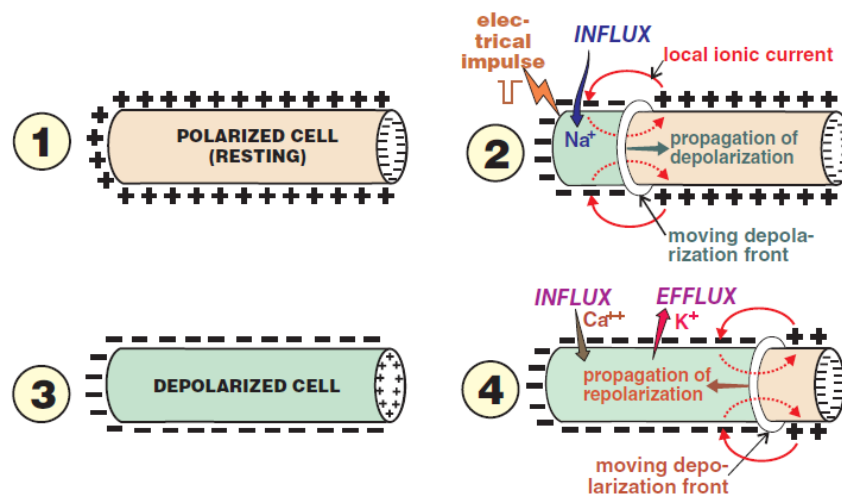 1
POLARIZED CELL
(RESTING)
elec-
trical
impulse
INFLUX
local ionic current
Na+
propagation of
depolarization
2
moving depola-
rization front
3
DEPOLARIZED CELL
INFLUX
Ca++
EFFLUX
K+
4
propagation of
repolarization
moving depo-
larization front